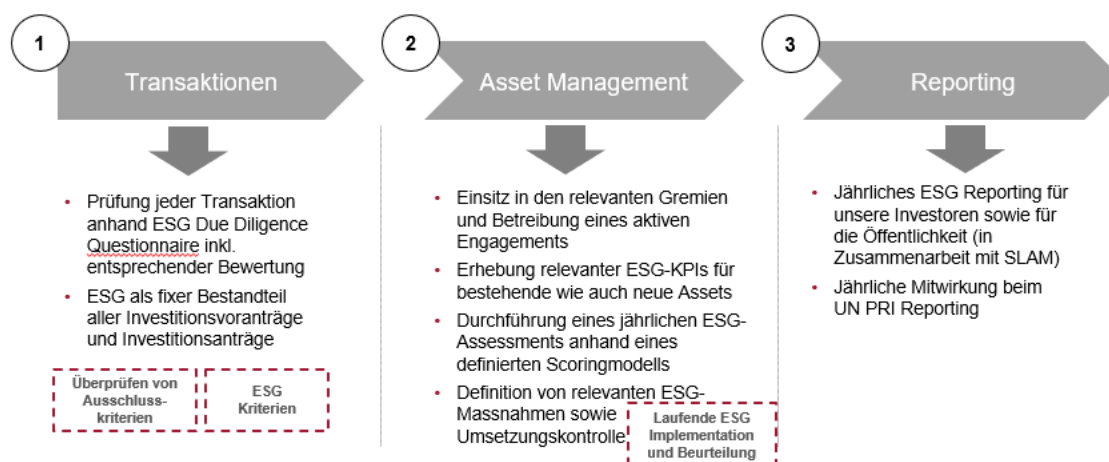 1
Transaktionen
• Prüfung jeder Transaktion
anhand ESG Due Diligence
Questionnaire inkl.
entsprechender Bewertung
• ESG als fixer Bestandteil
aller Investitionsvoranträge
und Investitionsanträge
Überprüfen von
Ausschluss-
kriterien
ESG
Kriterien
2
Asset Management
• Einsitz in den relevanten Gremien
und Betreibung eines aktiven
Engagements
• Erhebung relevanter ESG-KPIs für
bestehende wie auch neue Assets
• Durchführung eines jährlichen ESG-
Assessments anhand eines
definierten Scoringmodells
• Definition von relevanten ESG-
Massnahmen sowie
Umsetzungskontrolle
Laufende ESG
Implementation
und Beurteilung
3
Reporting
• Jährliches ESG Reporting für
unsere Investoren sowie für
die Öffentlichkeit (in
Zusammenarbeit mit SLAM)
• Jährliche Mitwirkung beim
UN PRI Reporting